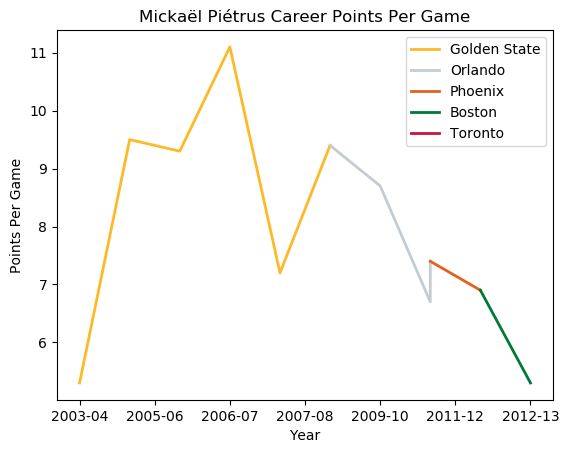 Mickaël Piétrus Career Points Per Game
Golden State
Orlando
Phoenix
Boston
Toronto
Points Per Game
11
10
9
8
7
6
2003-04 2005-06 2006-07 2007-08 2009-10 2011-12 2012-13
Year